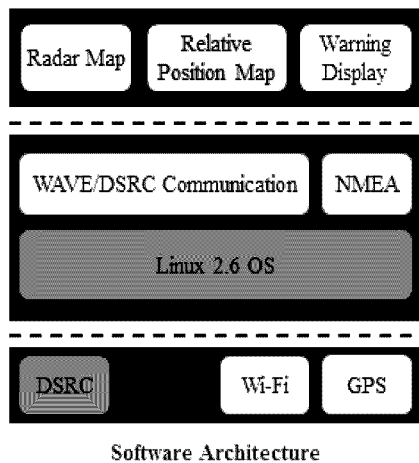 Radar Map
Relative
Position Map
Warning
Display
WAVE/DSRC Communication
NMEA
Linux 2.6 OS
DSRC
Wi-Fi
GPS
Software Architecture